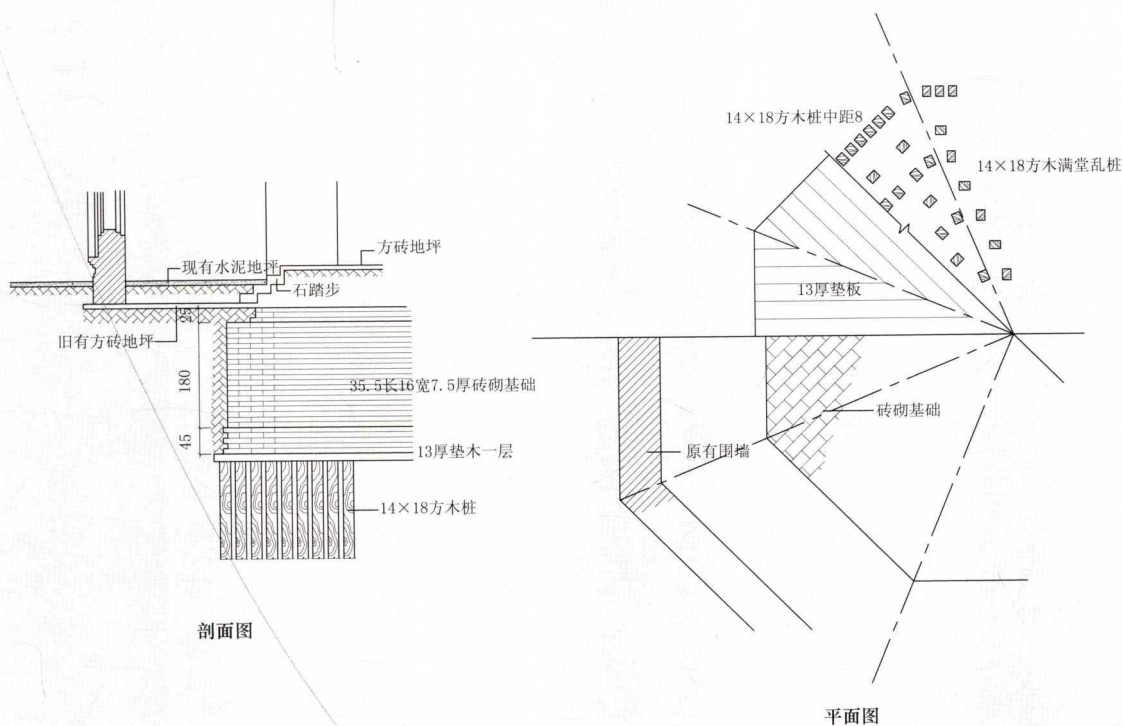 方砖地坪
现有水泥地坪
石踏步
25
旧有方砖地坪
180
35.5长16宽7.5厚砖砌基础
45
13厚垫木一层
14×18方木桩
剖面图
14×18方木桩中距8
14×18方木满堂乱桩
13厚垫板
砖砌基础
原有围墙
平面图